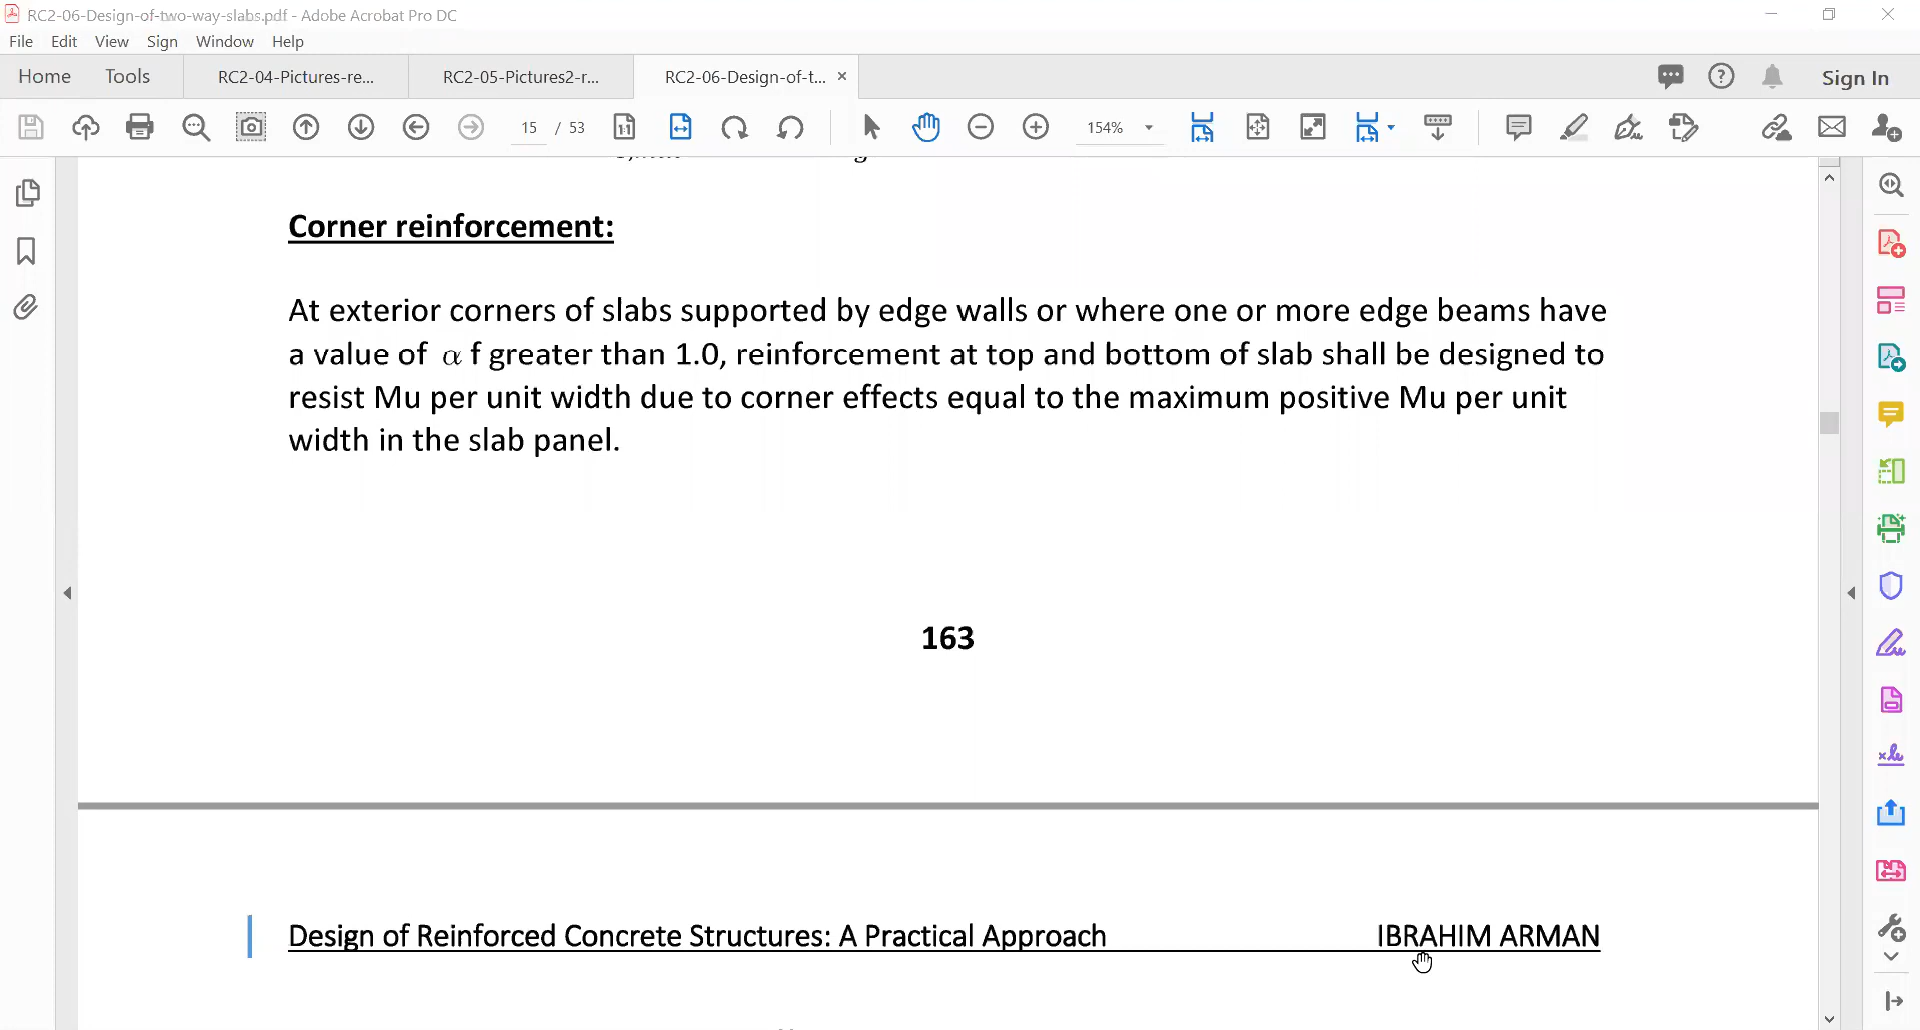 RC2-06-Design-of-two-way-slabs.pdf - Adobe Acrobat Pro DC
File Edit View Sign Window Help
Home Tools RC2-04-Pictures-re... RC2-05-Pictures2-r... RC2-06-Design-of-t... Sign In
15 / 53 154%
Corner reinforcement:
At exterior corners of slabs supported by edge walls or where one or more edge beams have
a value of α f greater than 1.0, reinforcement at top and bottom of slab shall be designed to
resist Mu per unit width due to corner effects equal to the maximum positive Mu per unit
width in the slab panel.
163
Design of Reinforced Concrete Structures: A Practical Approach IBRAHIM ARMAN